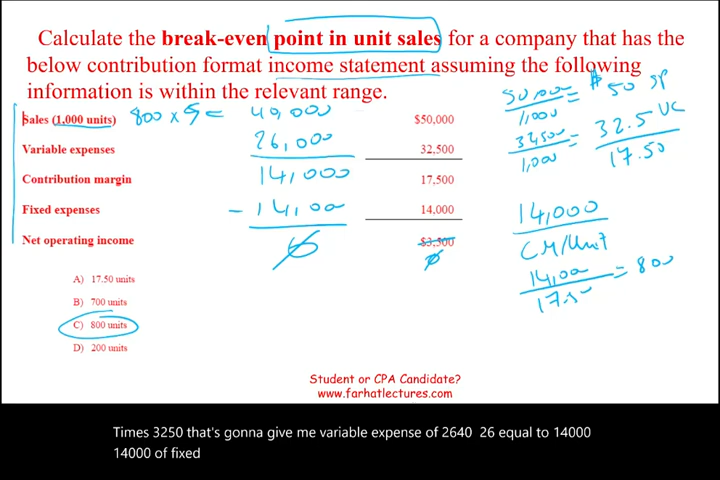 Calculate the break-even point in unit sales for a company that has the
below contribution format income statement assuming the following
information is within the relevant range.
50,000 / 1,000 = $50 SP
Sales (1,000 units) 800 x 5 = 40,000 $50,000
32,500 / 1,000 = 32.5 VC
Variable expenses 26,000 32,500
17.50
Contribution margin 14,000 17,500
Fixed expenses - 14,00 14,000
14,000 / CM/Unit
Net operating income 0 $3,500
0
14,00 / 17.50 = 800
A) 17.50 units
B) 700 units
C) 800 units
D) 200 units
Student or CPA Candidate?
www.farhatlectures.com
Times 3250 that's gonna give me variable expense of 2640 26 equal to 14000
14000 of fixed